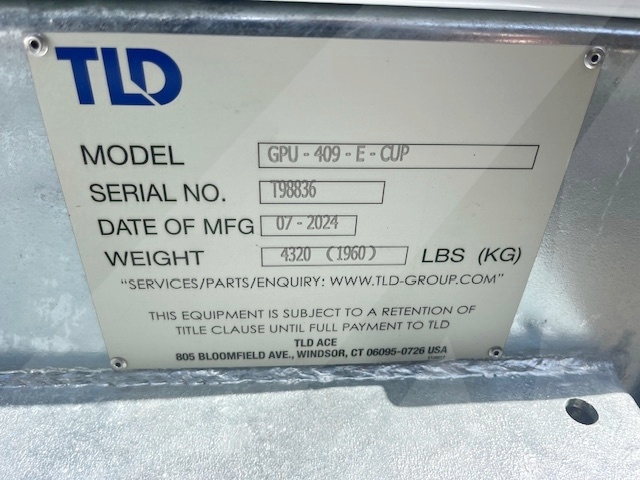 TLD
MODEL GPU-409-E-CUP
SERIAL NO. T98836
DATE OF MFG 07-2024
WEIGHT 4320 (1960) LBS (KG)
"SERVICES/PARTS/ENQUIRY: WWW.TLD-GROUP.COM"
THIS EQUIPMENT IS SUBJECT TO A RETENTION OF
TITLE CLAUSE UNTIL FULL PAYMENT TO TLD
TLD ACE
805 BLOOMFIELD AVE., WINDSOR, CT 06095-0726 USA